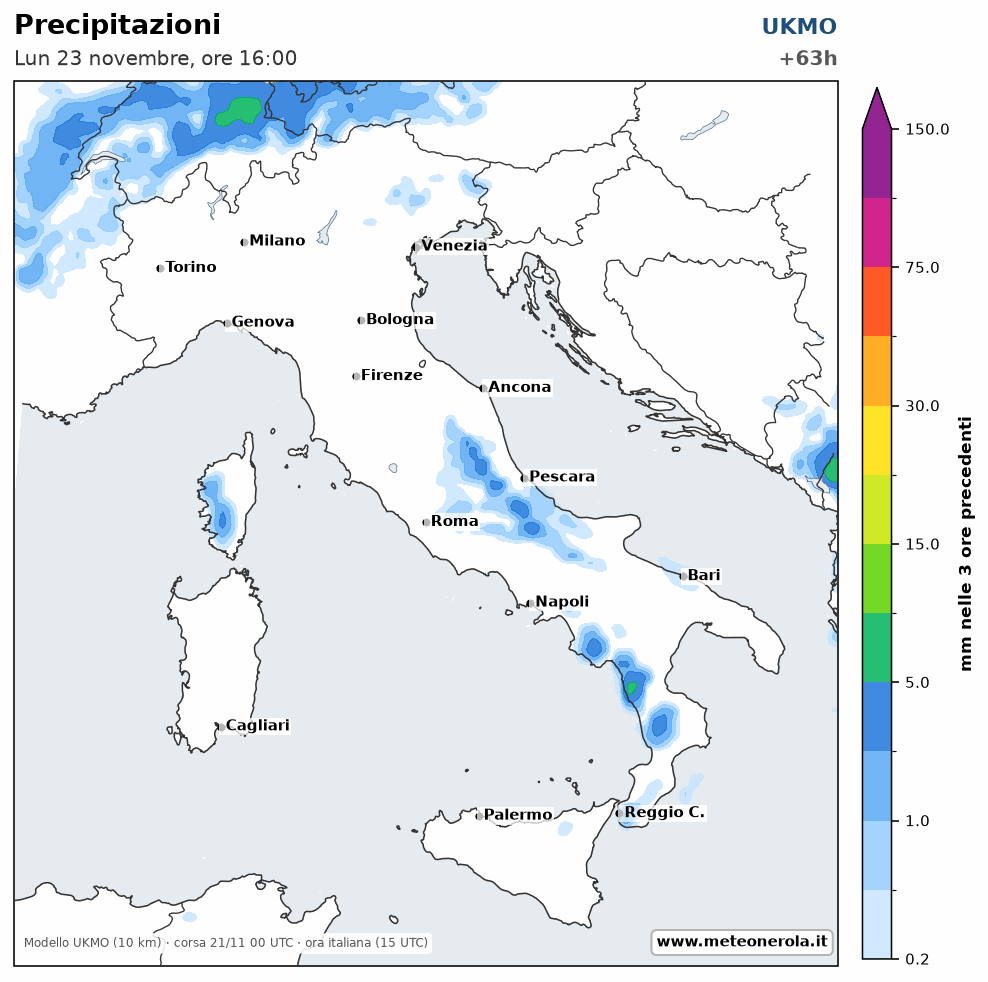 Precipitazioni
UKMO
Lun 23 novembre, ore 16:00
+63h
150.0
Milano
Venezia
Torino
75.0
Bologna
Genova
Firenze
Ancona
30.0
Pescara
Roma
15.0
Bari
Napoli
5.0
Cagliari
Palermo
Reggio C.
1.0
mm nelle 3 ore precedenti
Modello UKMO (10 km) · corsa 21/11 00 UTC · ora italiana (15 UTC)
www.meteonerola.it
0.2